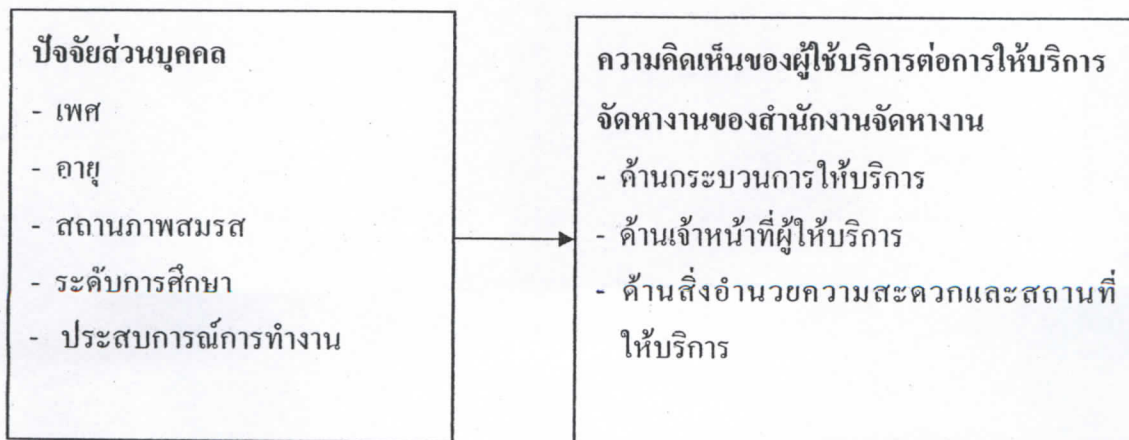 ปัจจัยส่วนบุคคล
- เพศ
- อายุ
- สถานภาพสมรส
- ระดับการศึกษา
- ประสบการณ์การทำงาน
ความคิดเห็นของผู้ใช้บริการต่อการให้บริการ
จัดหางานของสำนักงานจัดหางาน
- ด้านกระบวนการให้บริการ
- ด้านเจ้าหน้าที่ผู้ให้บริการ
- ด้านสิ่งอำนวยความสะดวกและสถานที่
ให้บริการ